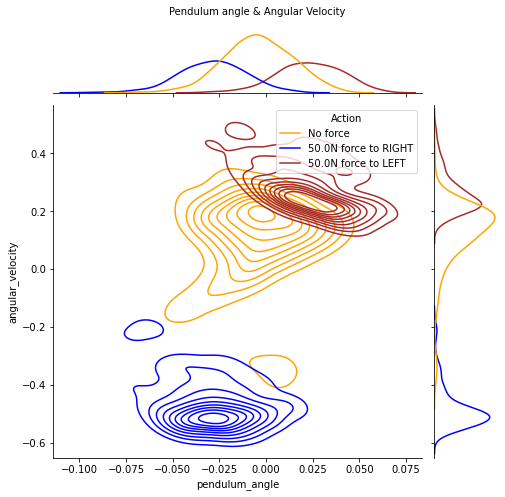 Pendulum angle & Angular Velocity
Action
No force
50.0N force to RIGHT
50.0N force to LEFT
0.4
0.2
0.0
−0.2
−0.4
−0.6
angular_velocity
−0.100
−0.075
−0.050
−0.025
0.000
0.025
0.050
0.075
pendulum_angle